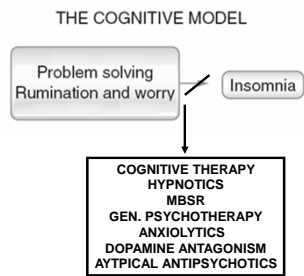 THE COGNITIVE MODEL
Problem solving
Rumination and worry
Insomnia
COGNITIVE THERAPY
HYPNOTICS
MBSR
GEN. PSYCHOTHERAPY
ANXIOLYTICS
DOPAMINE ANTAGONISM
AYTPICAL ANTIPSYCHOTICS